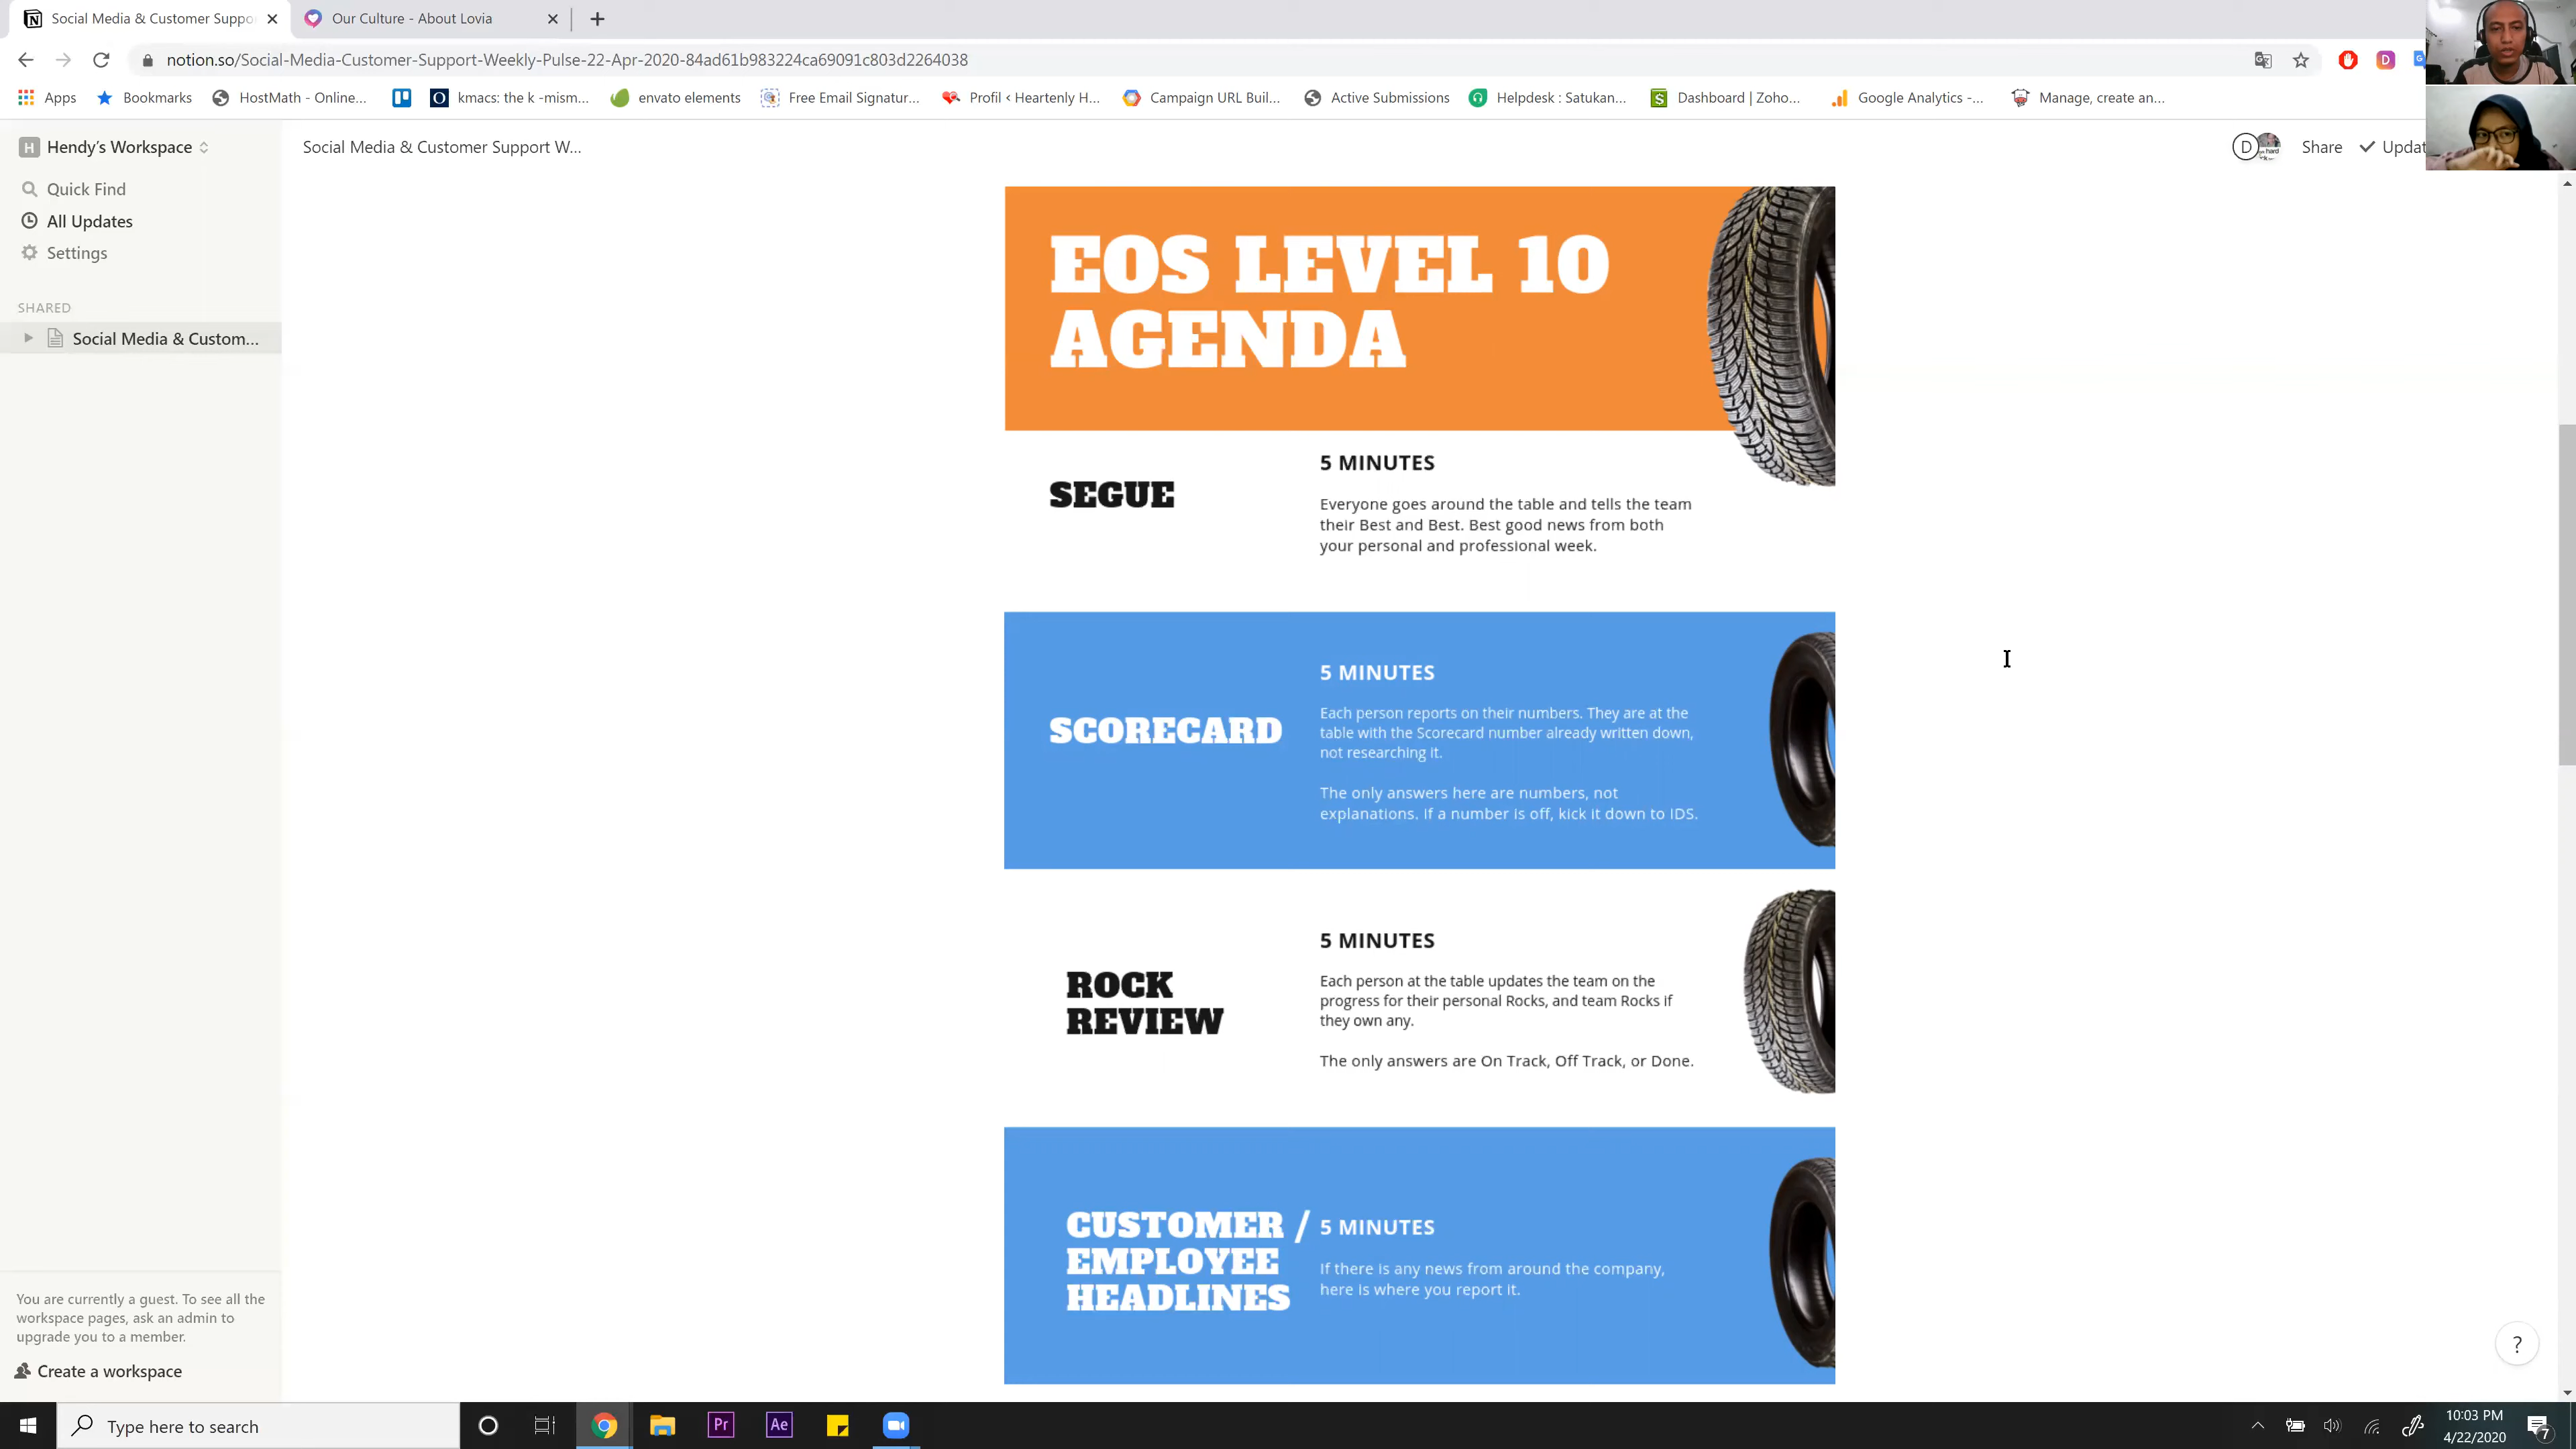 Social Media & Customer Suppo
Our Culture - About Lovia
notion.so/Social-Media-Customer-Support-Weekly-Pulse-22-Apr-2020-84ad61b983224ca69091c803d2264038
Apps
Bookmarks
HostMath - Online...
kmacs: the k -mism...
envato elements
Free Email Signatur...
Profil < Heartenly H...
Campaign URL Buil...
Active Submissions
Helpdesk : Satukan...
Dashboard | Zoho...
Google Analytics -...
Manage, create an...
H Hendy's Workspace
Social Media & Customer Support W...
D
Share
Updat
Quick Find
All Updates
Settings
SHARED
Social Media & Custom...
EOS LEVEL 10
AGENDA
SEGUE
5 MINUTES
Everyone goes around the table and tells the team
their Best and Best. Best good news from both
your personal and professional week.
SCORECARD
5 MINUTES
Each person reports on their numbers. They are at the
table with the Scorecard number already written down,
not researching it.
The only answers here are numbers, not
explanations. If a number is off, kick it down to IDS.
ROCK
REVIEW
5 MINUTES
Each person at the table updates the team on the
progress for their personal Rocks, and team Rocks if
they own any.
The only answers are On Track, Off Track, or Done.
CUSTOMER /
EMPLOYEE
HEADLINES
5 MINUTES
If there is any news from around the company,
here is where you report it.
You are currently a guest. To see all the
workspace pages, ask an admin to
upgrade you to a member.
Create a workspace
?
Type here to search
Pr
Ae
10:03 PM
4/22/2020
7